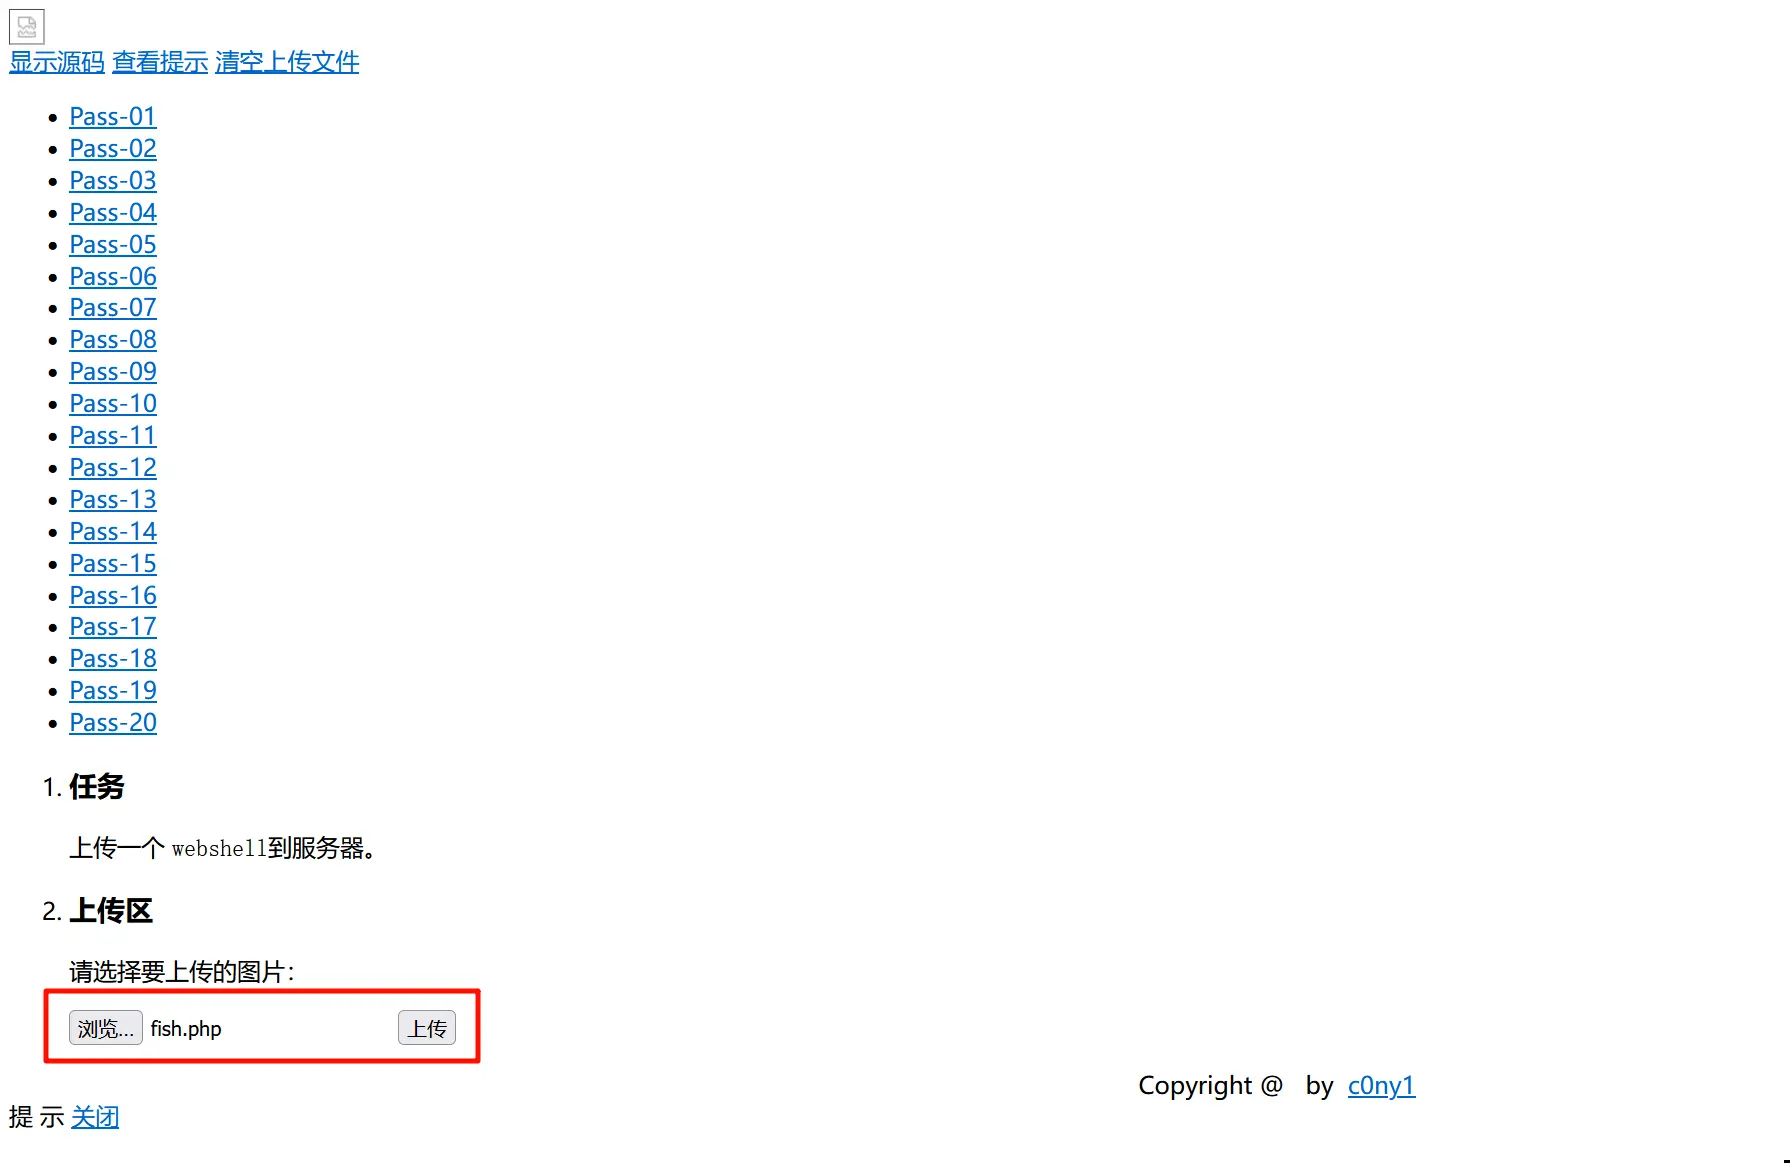 显示源码 查看提示 清空上传文件
Pass-01
Pass-02
Pass-03
Pass-04
Pass-05
Pass-06
Pass-07
Pass-08
Pass-09
Pass-10
Pass-11
Pass-12
Pass-13
Pass-14
Pass-15
Pass-16
Pass-17
Pass-18
Pass-19
Pass-20
1. 任务
上传一个 webshell到服务器。
2. 上传区
请选择要上传的图片：
浏览... fish.php 上传
Copyright @ by c0ny1
提 示 关闭